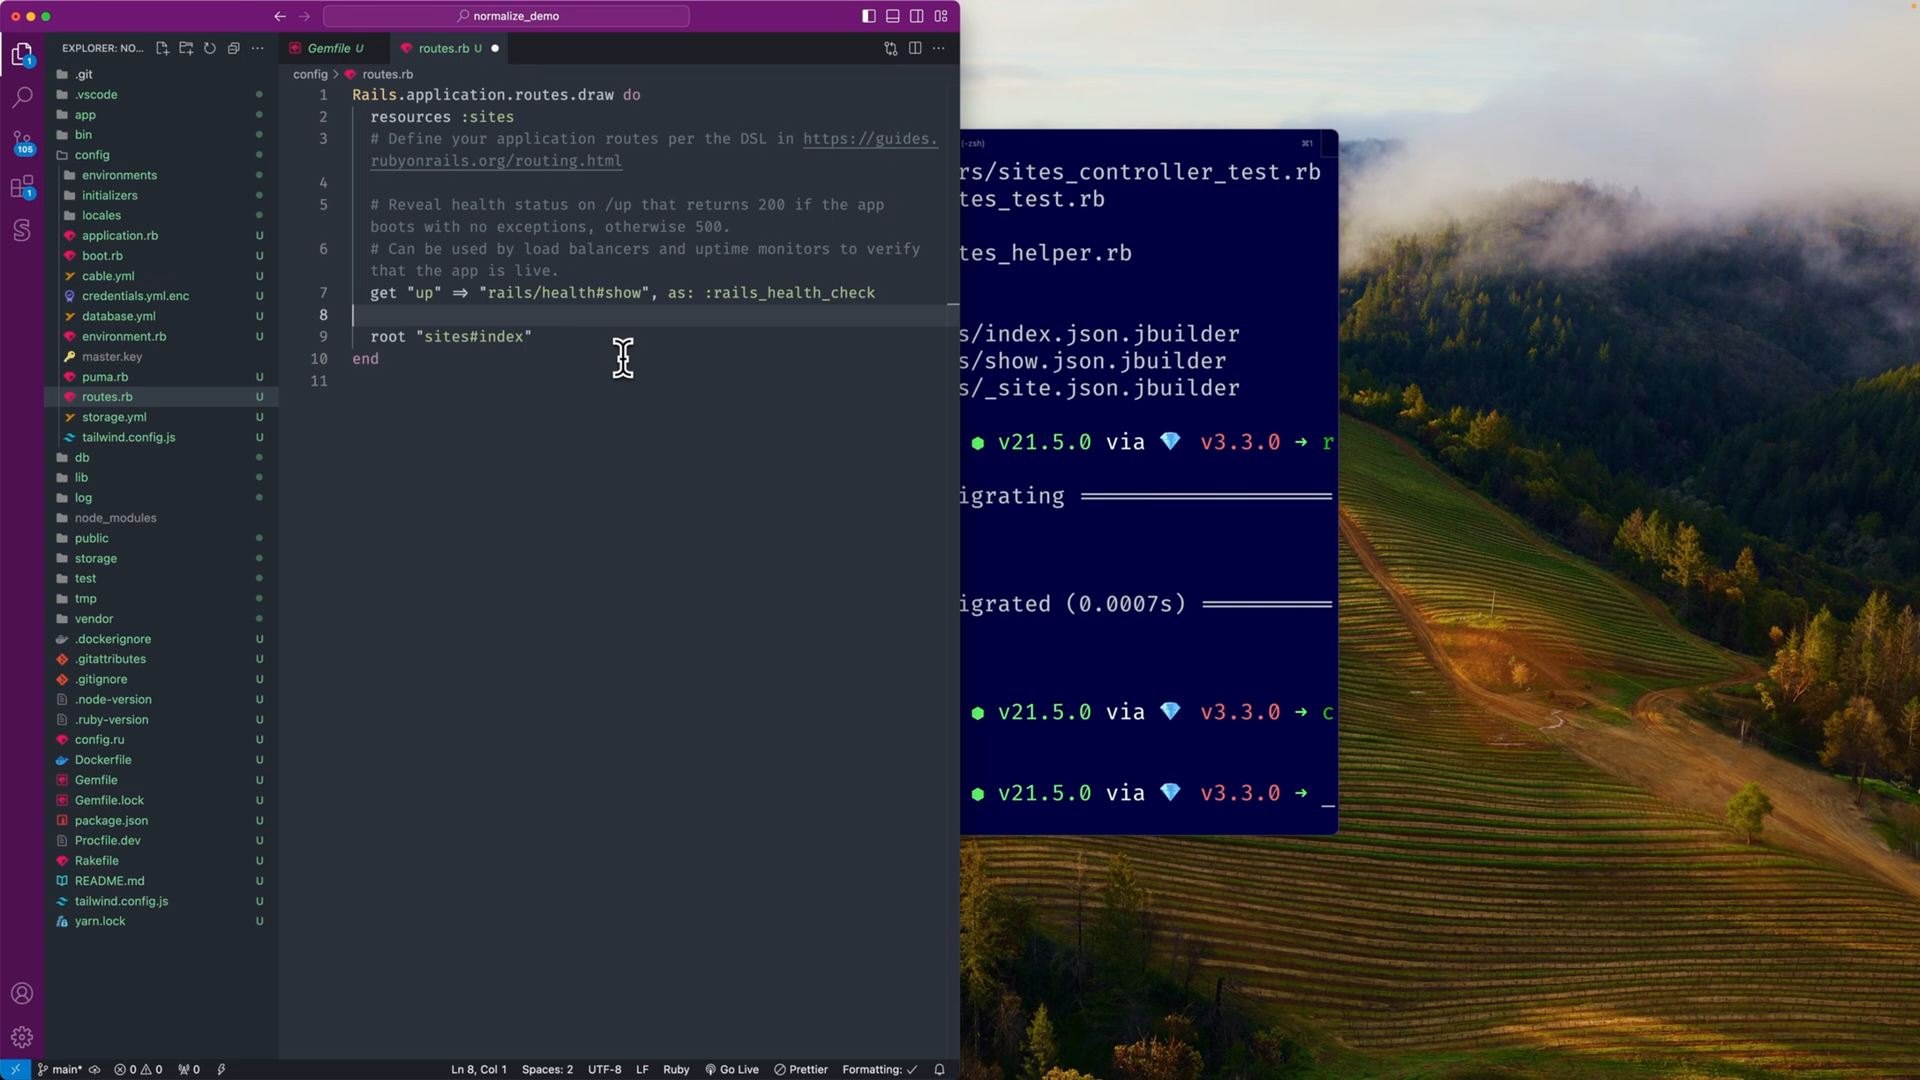 normalize_demo
EXPLORER: NO...
Gemfile U
routes.rb U
config > routes.rb
.git
.vscode
app
bin
config
environments
initializers
locales
application.rb U
boot.rb U
cable.yml U
credentials.yml.enc U
database.yml U
environment.rb U
master.key
puma.rb U
routes.rb U
storage.yml U
tailwind.config.js U
db
lib
log
node_modules
public
storage
test
tmp
vendor
.dockerignore U
.gitattributes U
.gitignore U
.node-version U
.ruby-version U
config.ru U
Dockerfile U
Gemfile U
Gemfile.lock U
package.json U
Procfile.dev U
Rakefile U
README.md U
tailwind.config.js U
yarn.lock U
1
105
1
1 Rails.application.routes.draw do
2 resources :sites
3 # Define your application routes per the DSL in https://guides.
rubyonrails.org/routing.html
4
5 # Reveal health status on /up that returns 200 if the app
boots with no exceptions, otherwise 500.
6 # Can be used by load balancers and uptime monitors to verify
that the app is live.
7 get "up" => "rails/health#show", as: :rails_health_check
8
9 root "sites#index"
10 end
11
(-zsh) ⌘1
rs/sites_controller_test.rb
tes_test.rb
tes_helper.rb
s/index.json.jbuilder
s/show.json.jbuilder
s/_site.json.jbuilder
v21.5.0 via 💎 v3.3.0 → r
igrating ══════════════════
igrated (0.0007s) ═════════
v21.5.0 via 💎 v3.3.0 → c
v21.5.0 via 💎 v3.3.0 → _
main* 0 0 0 Ln 8, Col 1 Spaces: 2 UTF-8 LF Ruby Go Live Prettier Formatting: ✓